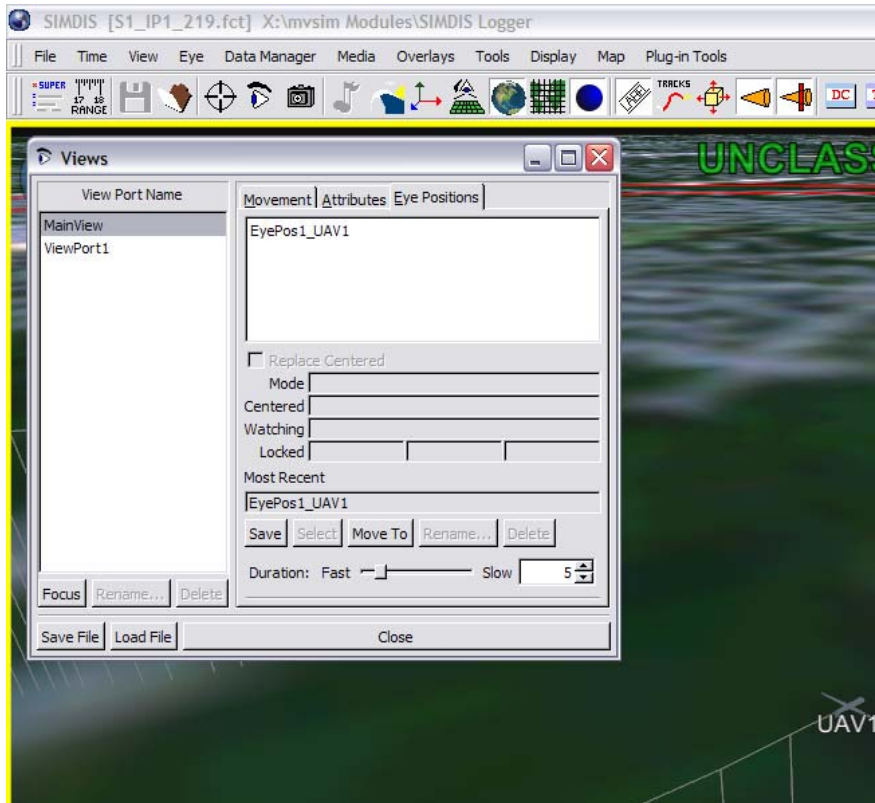 SIMDIS [S1_IP1_219.fct] X:\mvsim Modules\SIMDIS Logger
File Time View Eye Data Manager Media Overlays Tools Display Map Plug-in Tools
SUPER
17 18
RANGE
TRACKS
DC
UNCLASS
Views
View Port Name
MainView
ViewPort1
Focus Rename... Delete
Movement Attributes Eye Positions
EyePos1_UAV1
Replace Centered
Mode
Centered
Watching
Locked
Most Recent
EyePos1_UAV1
Save Select Move To Rename... Delete
Duration: Fast Slow 5
Save File Load File Close
UAV1